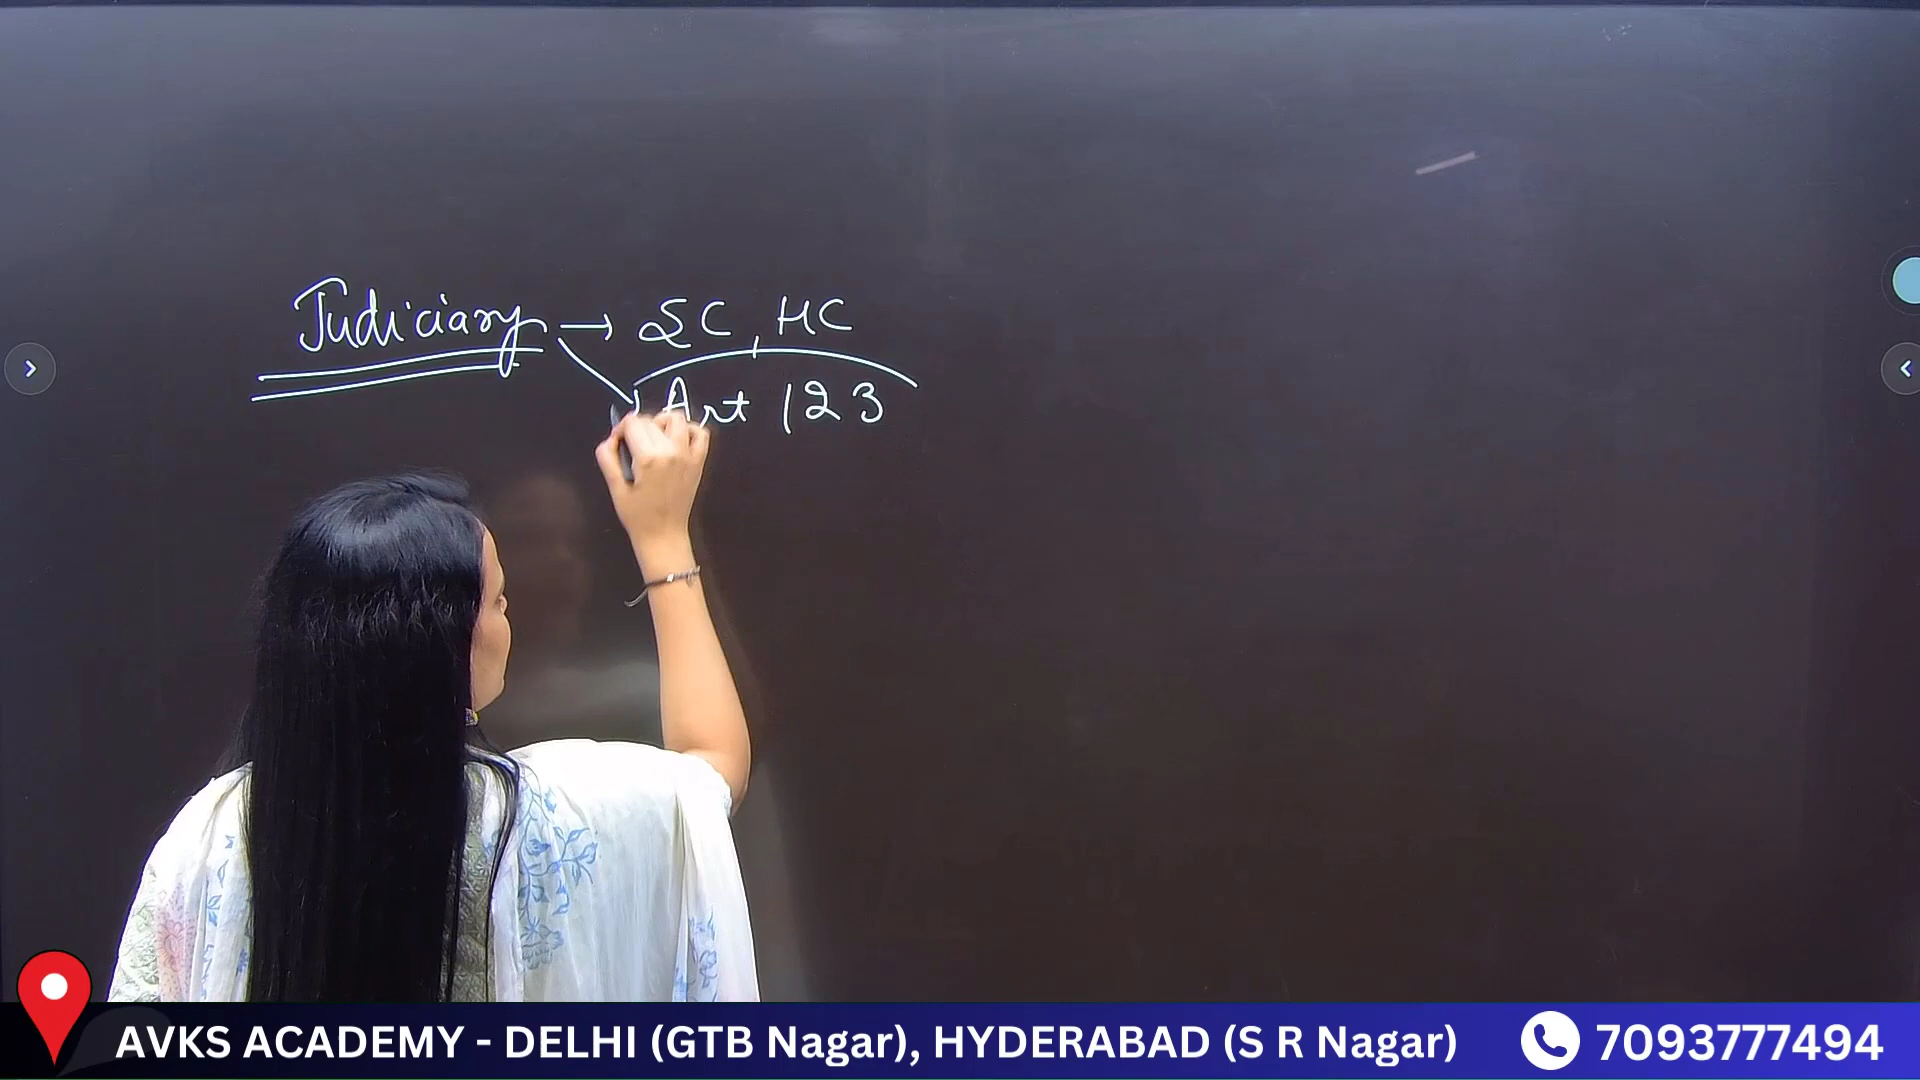 Judiciary → SC, HC
Art 123
AVKS ACADEMY - DELHI (GTB Nagar), HYDERABAD (S R Nagar)
7093777494